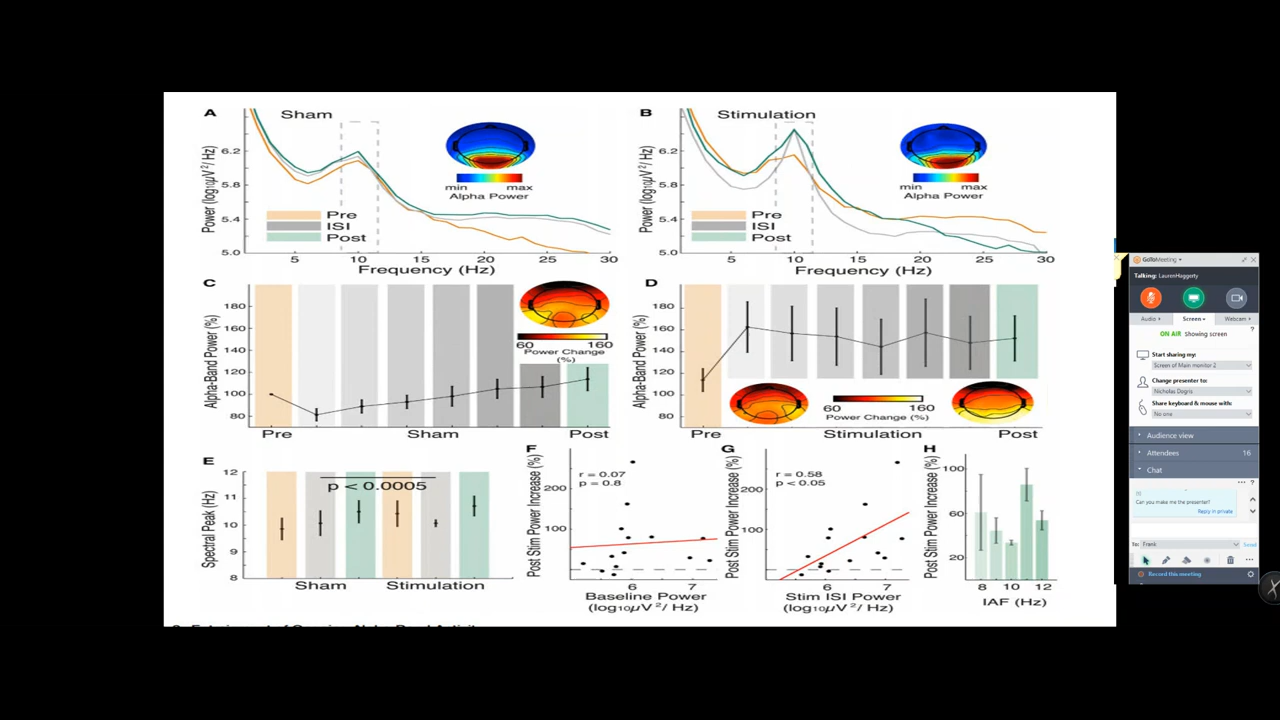 A
Sham
Power (log₁₀µV²/ Hz)
6.2
5.8
5.4
5.0
min
max
Alpha Power
Pre
ISI
Post
5
10
15
20
25
30
Frequency (Hz)
B
Stimulation
Power (log₁₀µV²/ Hz)
6.2
5.8
5.4
5.0
min
max
Alpha Power
Pre
ISI
Post
5
10
15
20
25
30
Frequency (Hz)
C
Alpha-Band Power (%)
180
160
140
120
100
80
60
160
Power Change
(%)
Pre
Sham
Post
D
Alpha-Band Power (%)
180
160
140
120
100
80
60
160
Power Change (%)
Pre
Stimulation
Post
E
Spectral Peak (Hz)
12
11
10
9
8
p < 0.0005
Sham
Stimulation
F
Post Stim Power Increase (%)
r = 0.07
p = 0.8
200
100
6
7
Baseline Power
(log₁₀µV²/ Hz)
G
Post Stim Power Increase (%)
r = 0.58
p < 0.05
200
100
6
7
Stim ISI Power
(log₁₀µV²/ Hz)
H
Post Stim Power Increase (%)
100
60
20
8
10
12
IAF (Hz)
GoToMeeting
Talking: LaurenHaggerty
Audio
Screen
Webcam
ON AIR Showing screen
?
Start sharing my:
Screen of Main monitor 2
Change presenter to:
Nicholas Dogris
Share keyboard & mouse with:
No one
Audience view
Attendees 16
Chat
... ?
Can you make me the presenter?
Reply in private
To: Frank
Send
Record this meeting